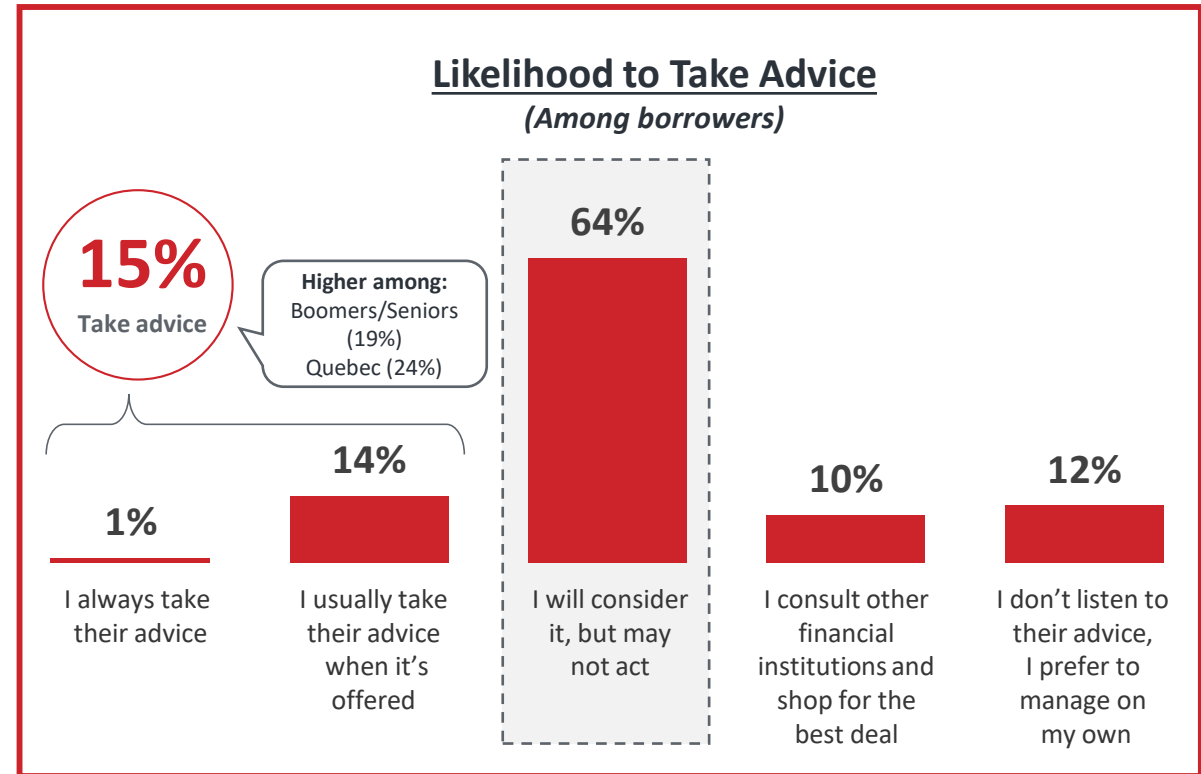 Likelihood to Take Advice
(Among borrowers)
15%
Take advice
Higher among:
Boomers/Seniors
(19%)
Quebec (24%)
1%
14%
64%
10%
12%
I always take
their advice
I usually take
their advice
when it’s
offered
I will consider
it, but may
not act
I consult other
financial
institutions and
shop for the
best deal
I don’t listen to
their advice,
I prefer to
manage on
my own